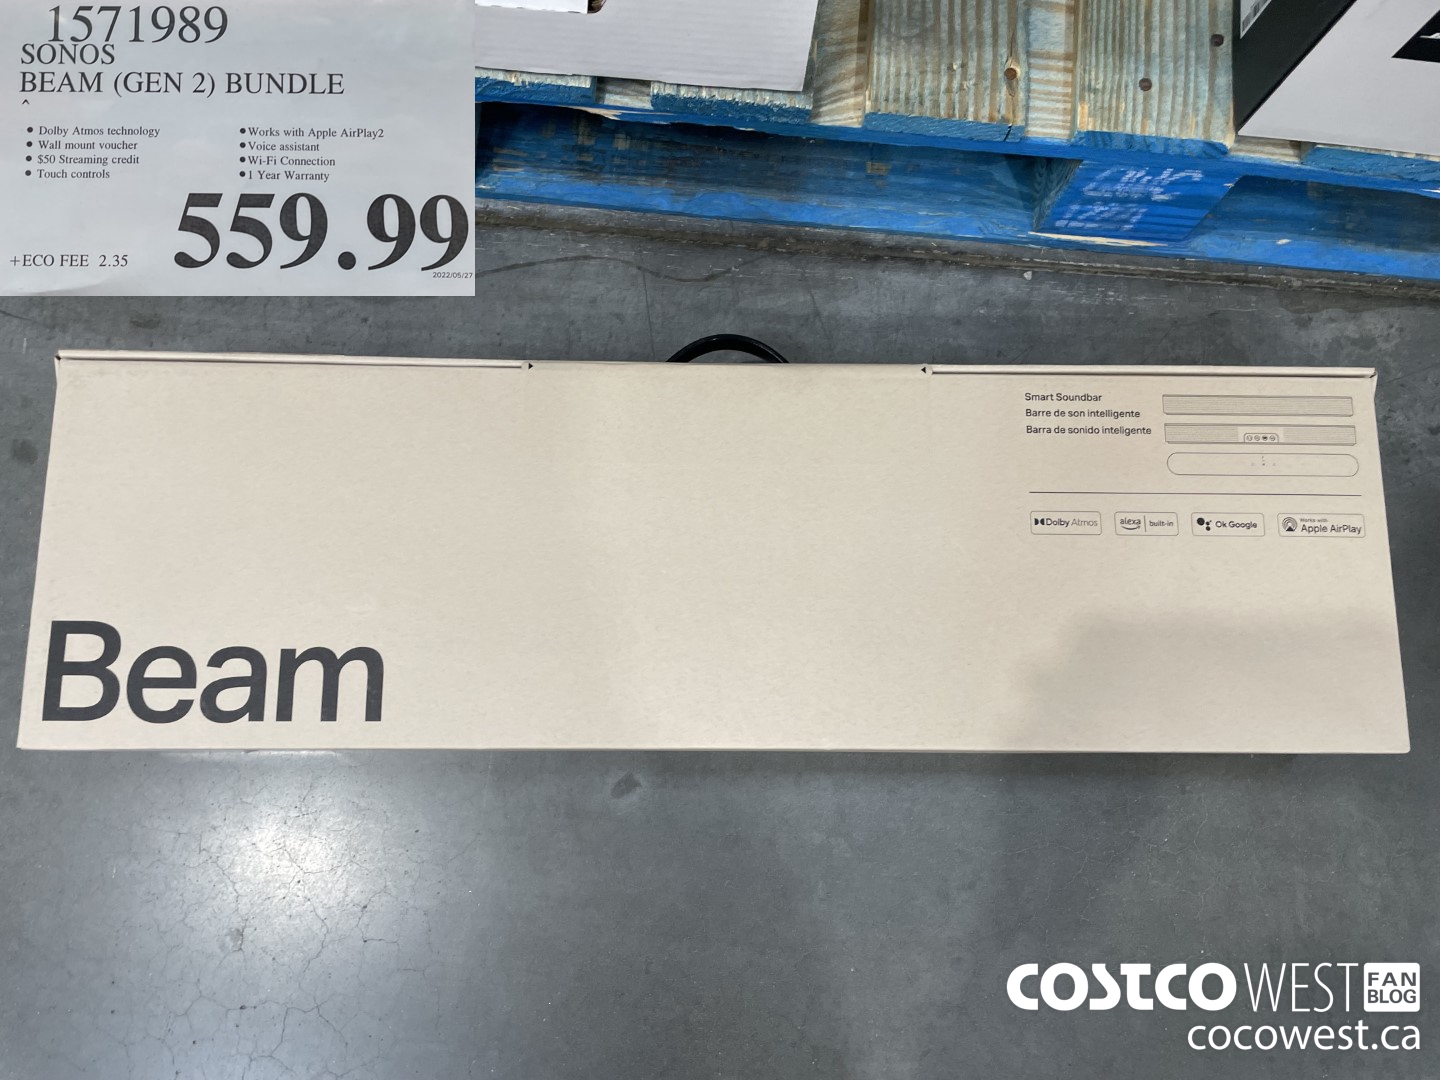 1571989
SONOS
BEAM (GEN 2) BUNDLE
^
• Dolby Atmos technology
• Wall mount voucher
• $50 Streaming credit
• Touch controls
• Works with Apple AirPlay2
• Voice assistant
• Wi-Fi Connection
• 1 Year Warranty
559.99
+ECO FEE 2.35
2022/05/27
Smart Soundbar
Barre de son intelligente
Barra de sonido inteligente
Dolby Atmos
alexa built-in
Ok Google
Works with
Apple AirPlay
Beam
COSTCO WEST FAN BLOG
cocowest.ca